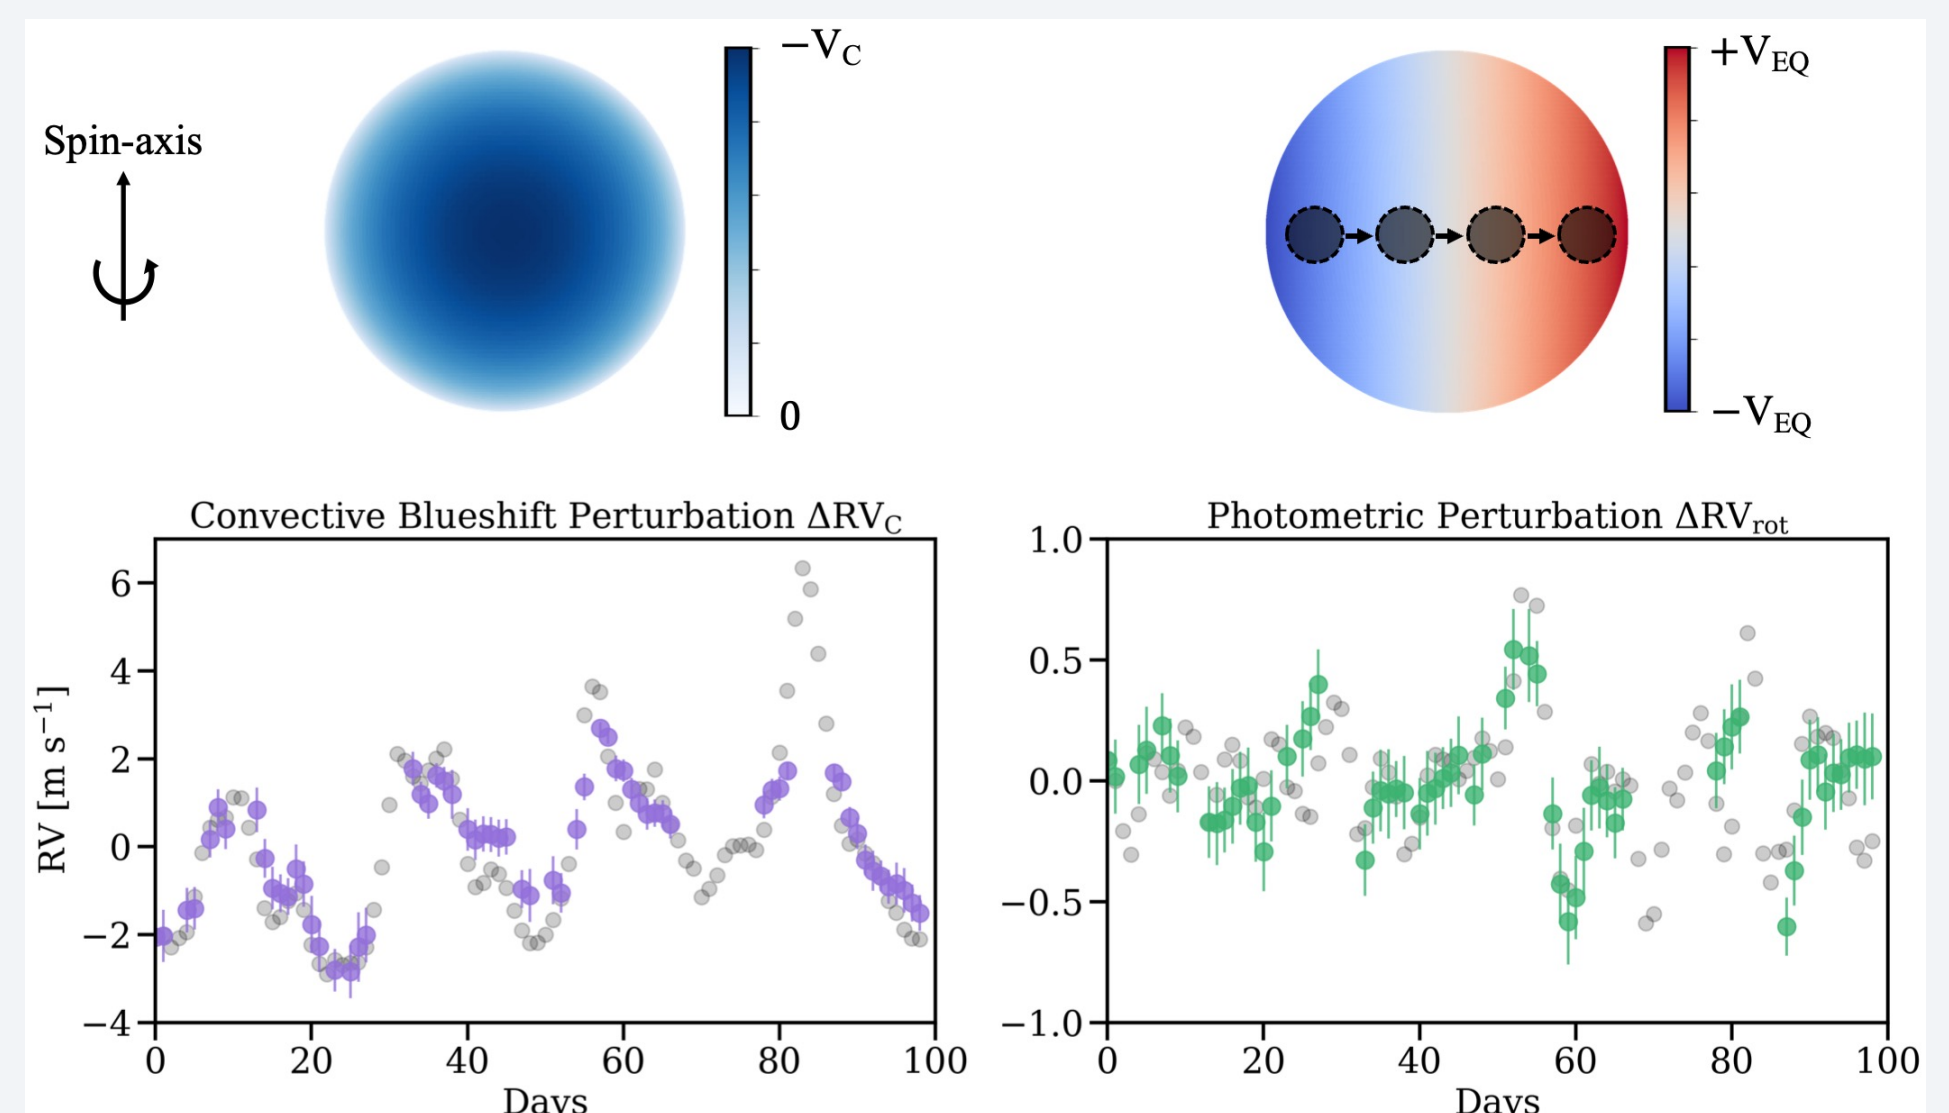 −V_C
Spin-axis
0
+V_EQ
−V_EQ
Convective Blueshift Perturbation ΔRV_C
RV [m s⁻¹]
6
4
2
0
−2
−4
0 20 40 60 80 100
Days
Photometric Perturbation ΔRV_rot
1.0
0.5
0.0
−0.5
−1.0
0 20 40 60 80 100
Days